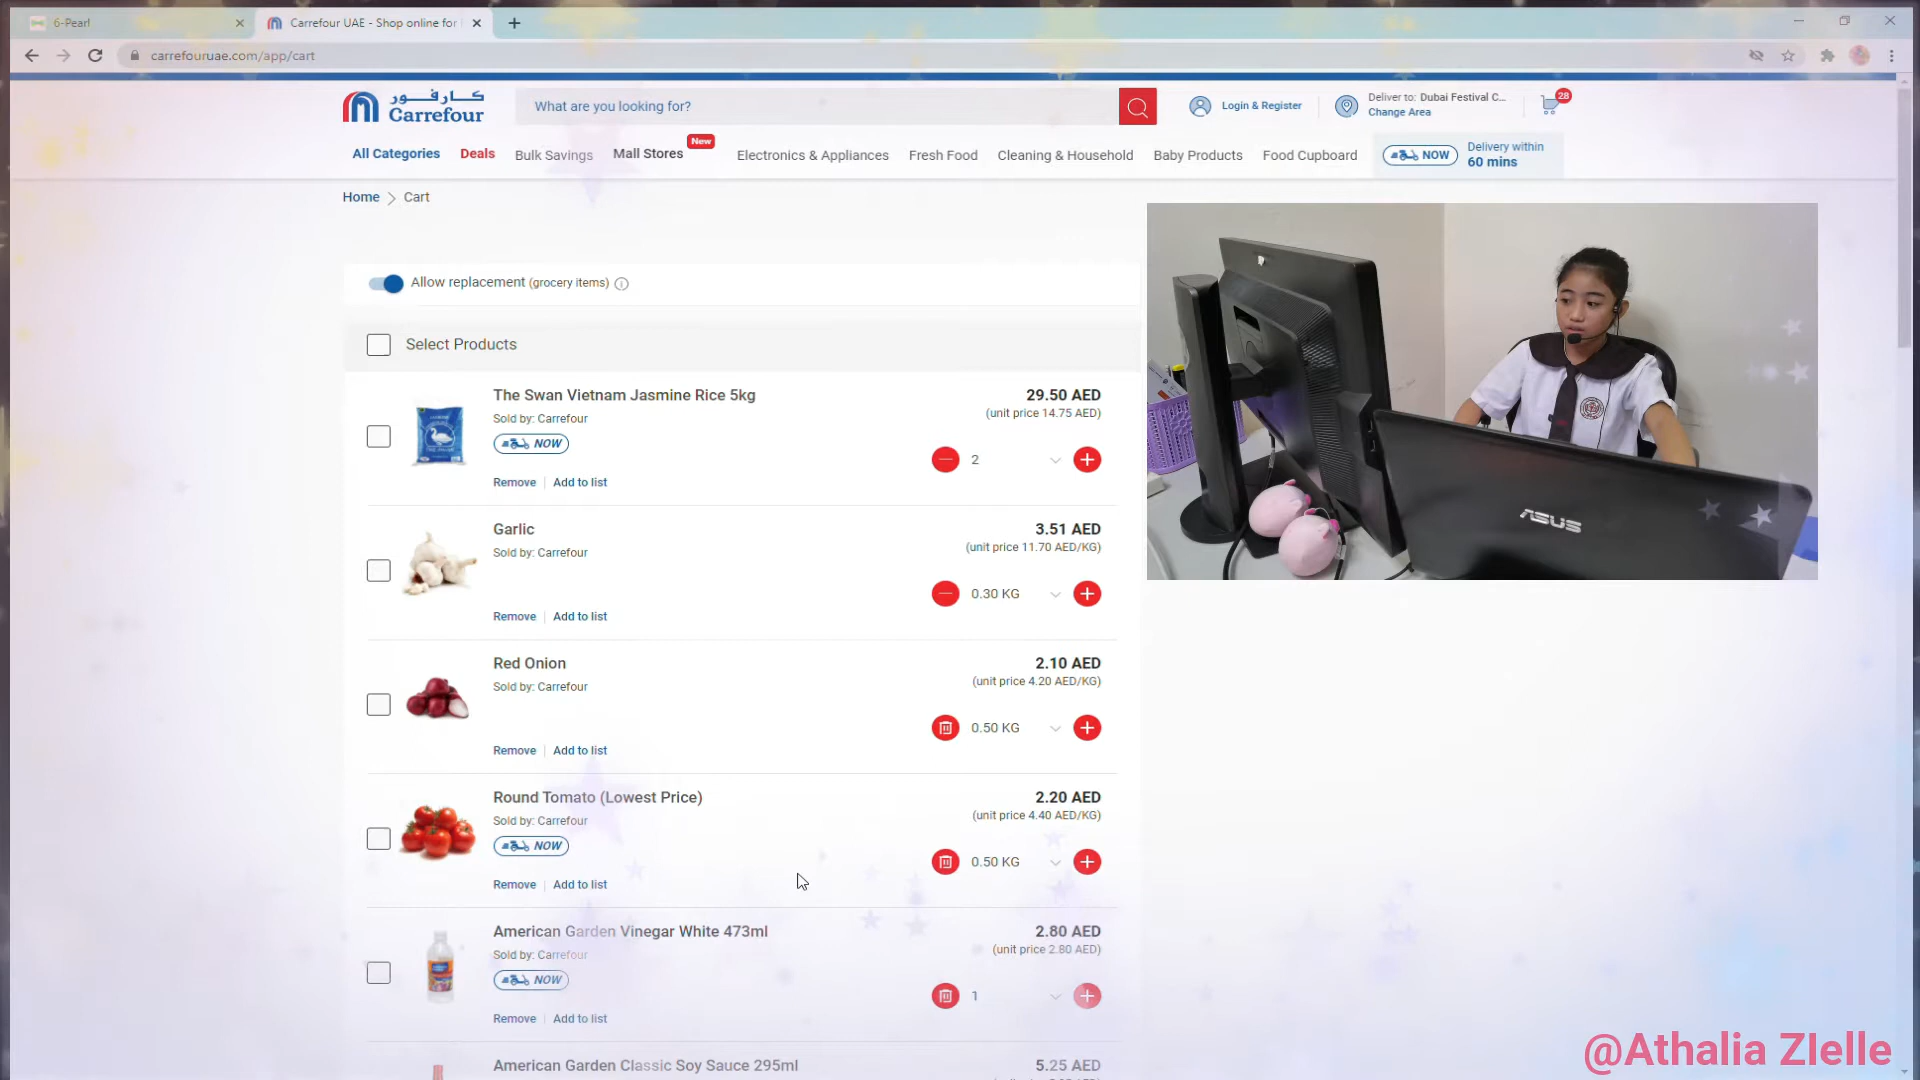 6-Pearl
Carrefour UAE - Shop online for
carrefouruae.com/app/cart
كارفور
Carrefour
What are you looking for?
Login & Register
Deliver to: Dubai Festival C...
Change Area
28
All Categories
Deals
Bulk Savings
Mall Stores
New
Electronics & Appliances
Fresh Food
Cleaning & Household
Baby Products
Food Cupboard
NOW
Delivery within
60 mins
Home > Cart
Allow replacement (grocery items)
Select Products
The Swan Vietnam Jasmine Rice 5kg
29.50 AED
Sold by: Carrefour
(unit price 14.75 AED)
NOW
2
Remove | Add to list
Garlic
3.51 AED
Sold by: Carrefour
(unit price 11.70 AED/KG)
0.30 KG
Remove | Add to list
Red Onion
2.10 AED
Sold by: Carrefour
(unit price 4.20 AED/KG)
0.50 KG
Remove | Add to list
Round Tomato (Lowest Price)
2.20 AED
Sold by: Carrefour
(unit price 4.40 AED/KG)
NOW
0.50 KG
Remove | Add to list
American Garden Vinegar White 473ml
2.80 AED
Sold by: Carrefour
(unit price 2.80 AED)
NOW
1
Remove | Add to list
American Garden Classic Soy Sauce 295ml
5.25 AED
ASUS
@Athalia ZIelle